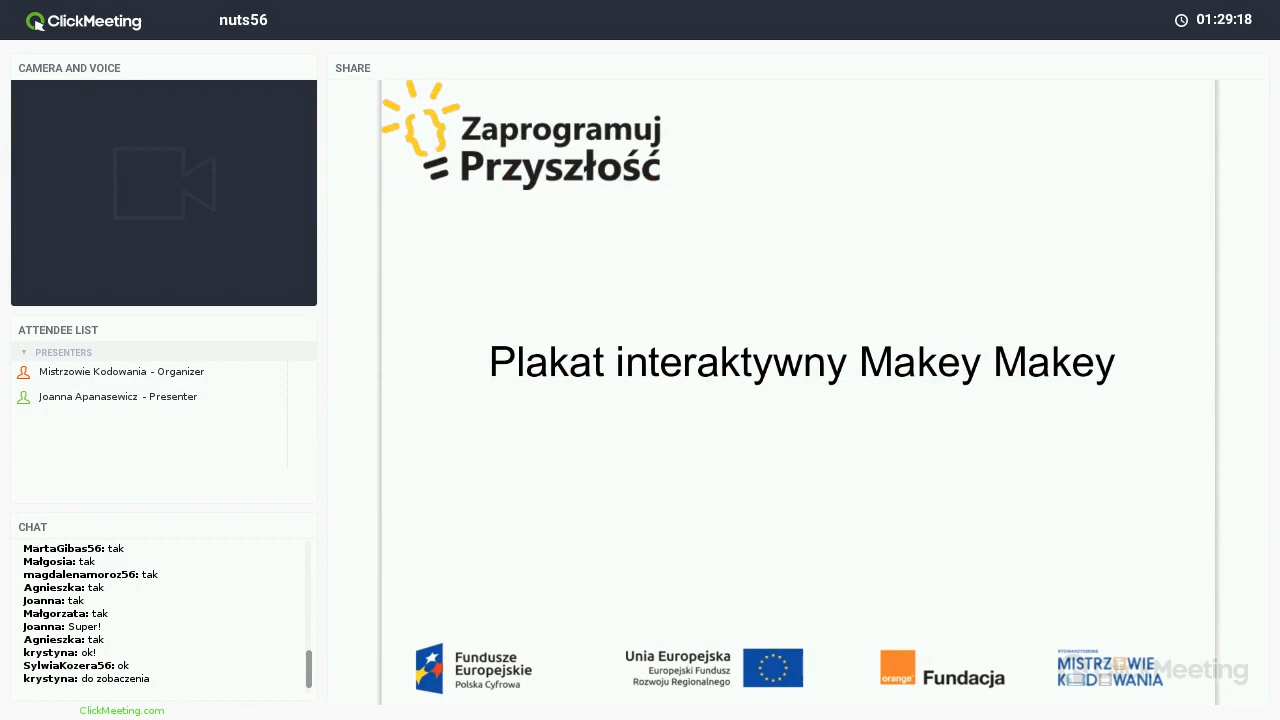 ClickMeeting
nuts56
01:29:18
CAMERA AND VOICE
ATTENDEE LIST
PRESENTERS
Mistrzowie Kodowania - Organizer
Joanna Apanasewicz - Presenter
CHAT
MartaGibas56: tak
Małgosia: tak
magdalenamoroz56: tak
Agnieszka: tak
Joanna: tak
Małgorzata: tak
Joanna: Super!
Agnieszka: tak
krystyna: ok!
SylwiaKozera56: ok
krystyna: do zobaczenia
ClickMeeting.com
SHARE
Zaprogramuj
Przyszłość
Plakat interaktywny Makey Makey
Fundusze
Europejskie
Polska Cyfrowa
Unia Europejska
Europejski Fundusz
Rozwoju Regionalnego
orange
Fundacja
STOWARZYSZENIE
MISTRZOWIE
KODOWANIA
ClickMeeting